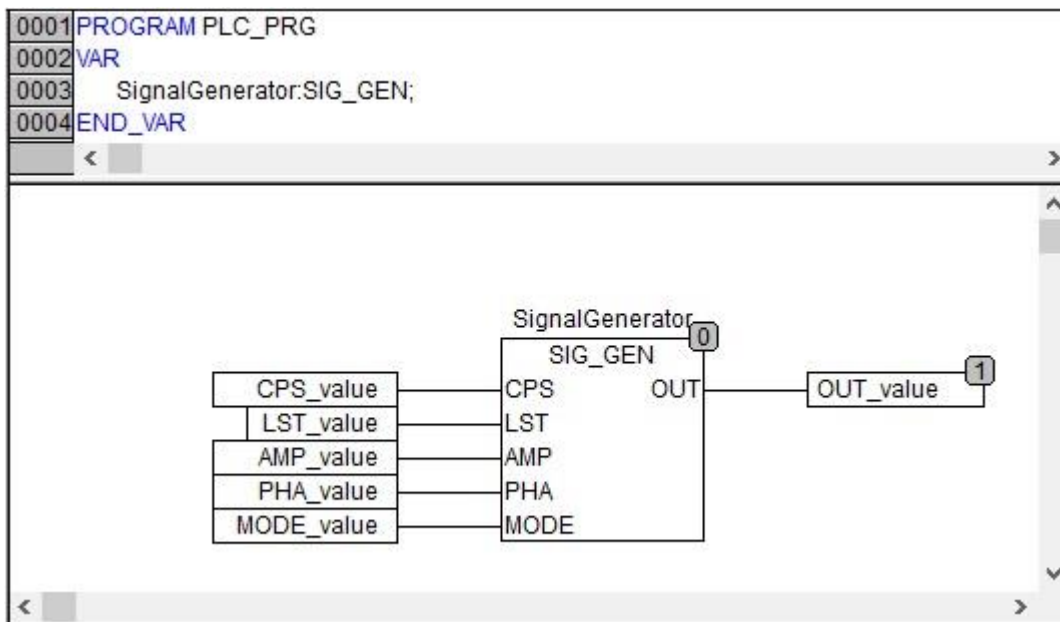 0001 PROGRAM PLC_PRG
0002 VAR
0003 SignalGenerator:SIG_GEN;
0004 END_VAR
SignalGenerator
0
SIG_GEN
CPS_value CPS OUT OUT_value 1
LST_value LST
AMP_value AMP
PHA_value PHA
MODE_value MODE